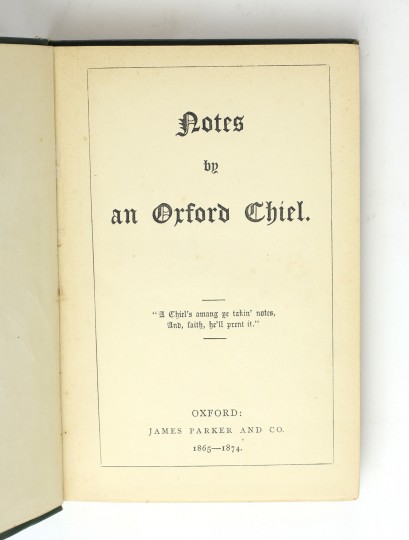 Notes
by
an Oxford Chiel.
"A Chiel's amang ye takin' notes,
And, faith, he'll prent it."
OXFORD:
JAMES PARKER AND CO.
1865—1874.